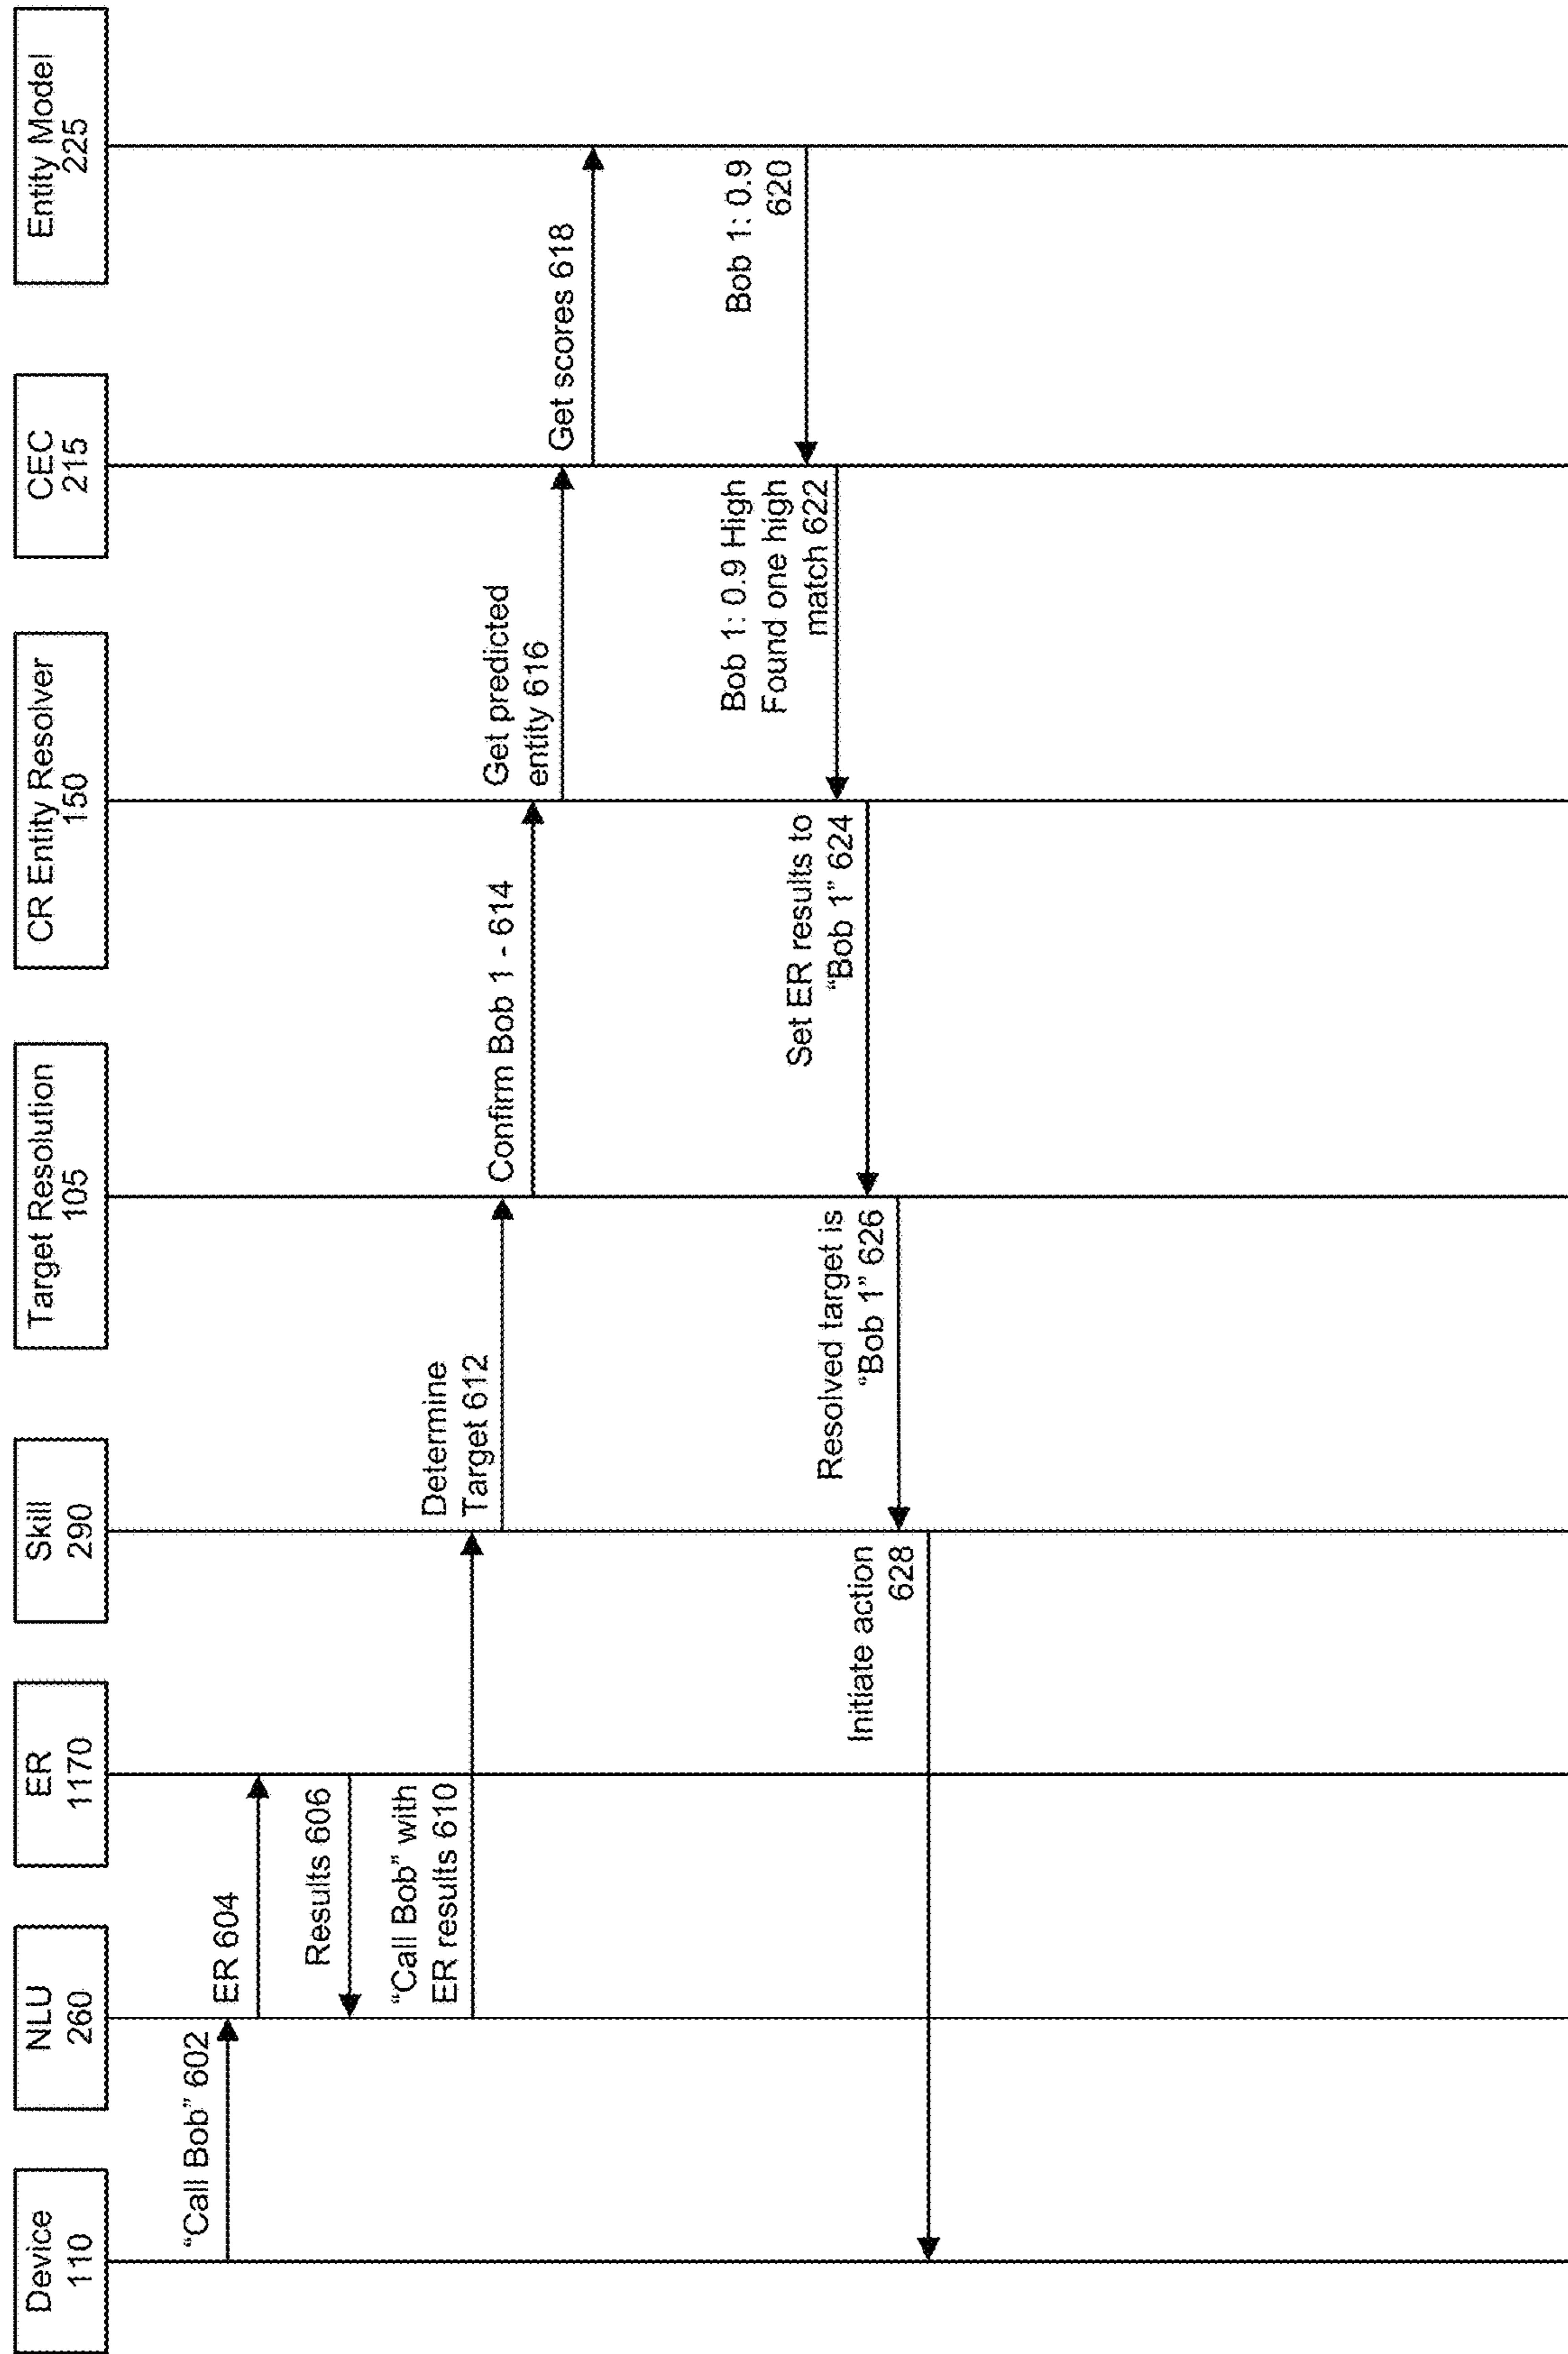 Device
110
NLU
260
ER
1170
Skill
290
Target Resolution
105
CR Entity Resolver
150
CEC
215
Entity Model
225
“Call Bob” 602
ER 604
Results 606
“Call Bob” with
ER results 610
Determine
Target 612
Confirm Bob 1 - 614
Get predicted
entity 616
Get scores 618
Bob 1: 0.9
620
Bob 1: 0.9 High
Found one high
match 622
Set ER results to
“Bob 1” 624
Resolved target is
“Bob 1” 626
Initiate action
628